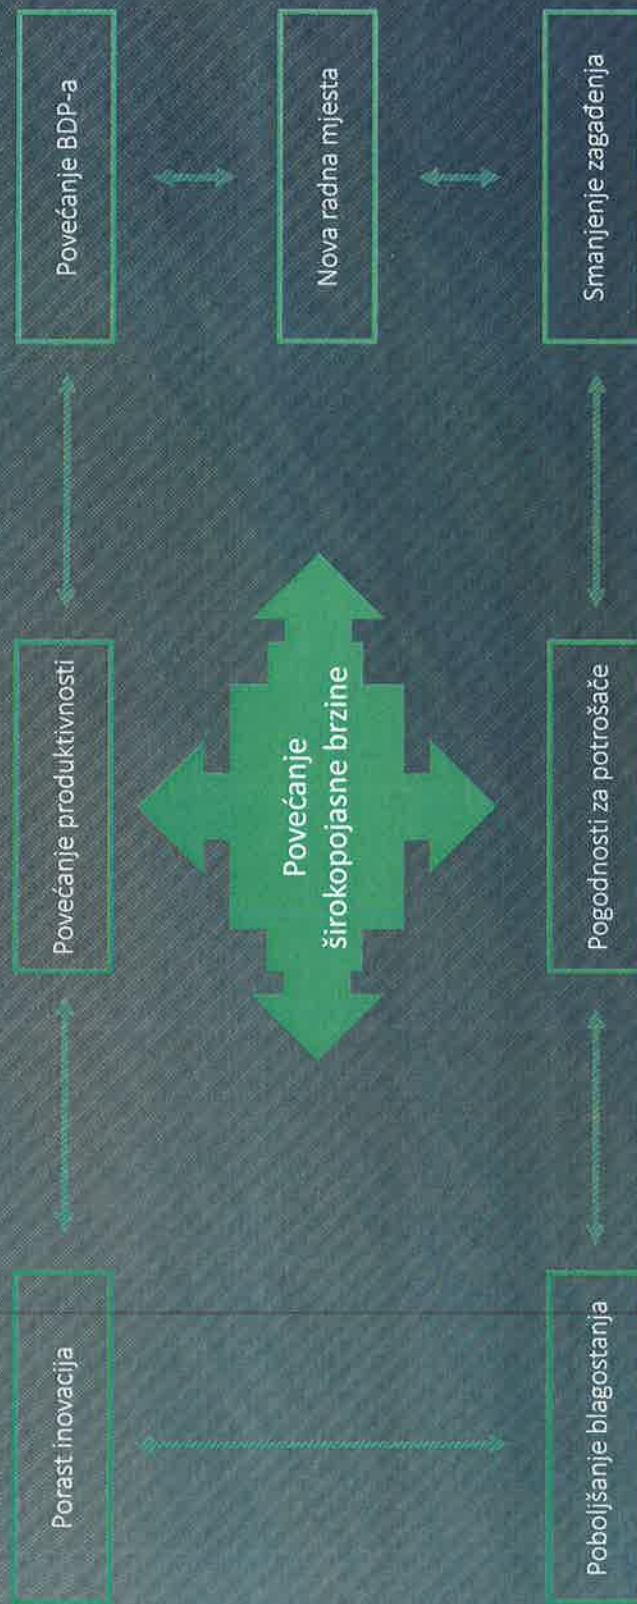 Porast inovacija
Povećanje produktivnosti
Povećanje BDP-a
Povećanje
širokopojasne brzine
Nova radna mjesta
Poboljšanje blagostanja
Pogodnosti za potrošače
Smanjenje zagađenja